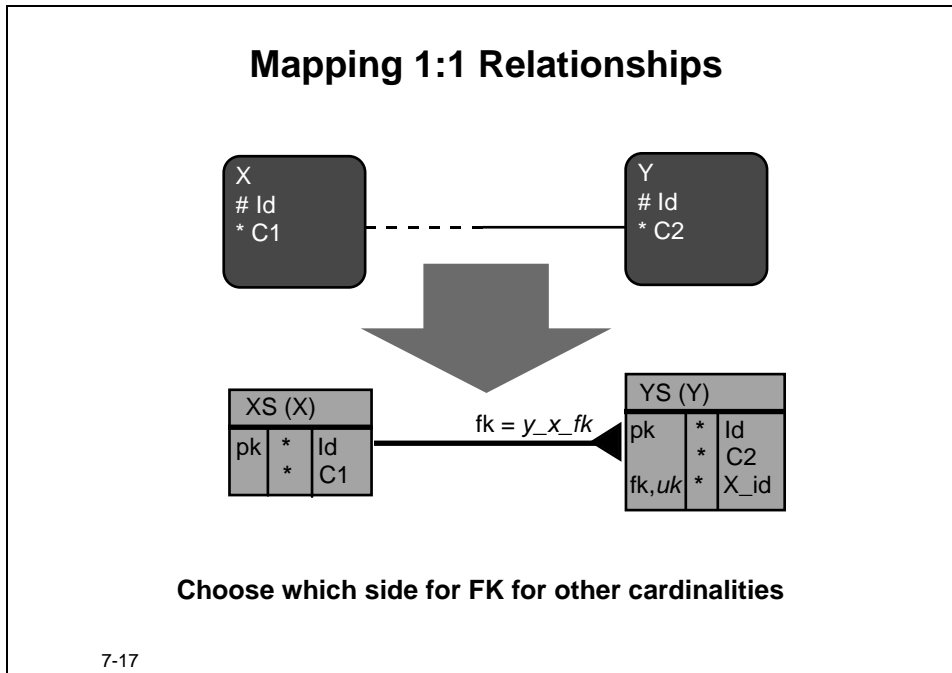 Mapping 1:1 Relationships
X
# Id
* C1
Y
# Id
* C2
XS (X)
pk * Id
* C1
fk = y_x_fk
YS (Y)
pk * Id
* C2
fk,uk * X_id
Choose which side for FK for other cardinalities
7-17